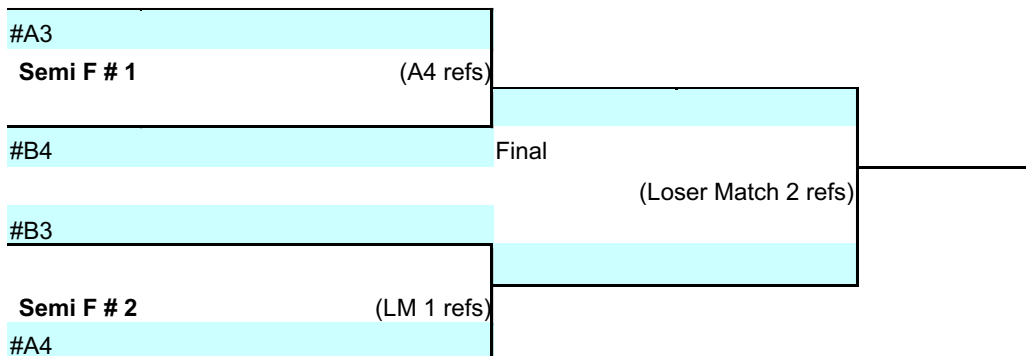 #A3
Semi F # 1 (A4 refs)
#B4 Final
(Loser Match 2 refs)
#B3
Semi F # 2 (LM 1 refs)
#A4